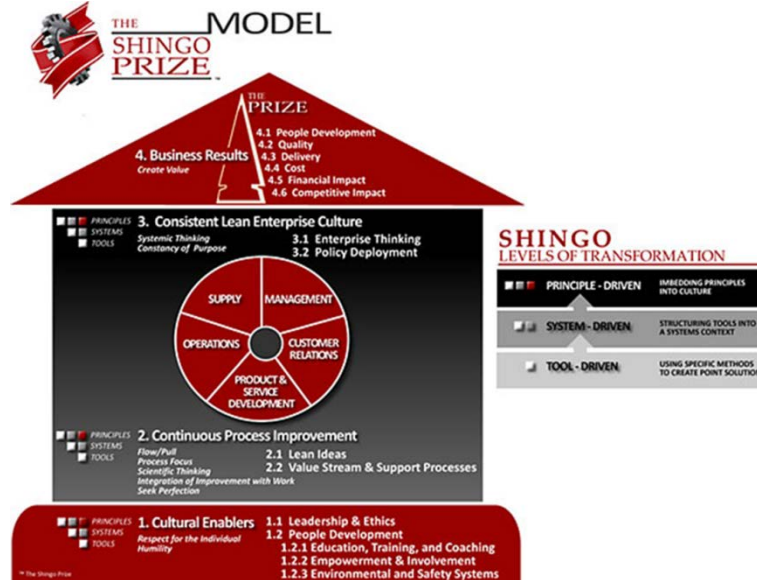 THE
SHINGO
PRIZE
™
MODEL
THE
PRIZE
4. Business Results
Create Value
4.1 People Development
4.2 Quality
4.3 Delivery
4.4 Cost
4.5 Financial Impact
4.6 Competitive Impact
PRINCIPLES
SYSTEMS
TOOLS
3. Consistent Lean Enterprise Culture
Systemic Thinking
Constancy of Purpose
3.1 Enterprise Thinking
3.2 Policy Deployment
SUPPLY
MANAGEMENT
OPERATIONS
CUSTOMER
RELATIONS
PRODUCT &
SERVICE
DEVELOPMENT
PRINCIPLES
SYSTEMS
TOOLS
2. Continuous Process Improvement
Flow/Pull
Process Focus
Scientific Thinking
Integration of Improvement with Work
Seek Perfection
2.1 Lean Ideas
2.2 Value Stream & Support Processes
PRINCIPLES
SYSTEMS
TOOLS
1. Cultural Enablers
Respect for the Individual
Humility
1.1 Leadership & Ethics
1.2 People Development
1.2.1 Education, Training, and Coaching
1.2.2 Empowerment & Involvement
1.2.3 Environmental and Safety Systems
™ The Shingo Prize
SHINGO
LEVELS OF TRANSFORMATION
PRINCIPLE - DRIVEN
IMBEDDING PRINCIPLES
INTO CULTURE
SYSTEM - DRIVEN
STRUCTURING TOOLS INTO
A SYSTEMS CONTEXT
TOOL - DRIVEN
USING SPECIFIC METHODS
TO CREATE POINT SOLUTIO